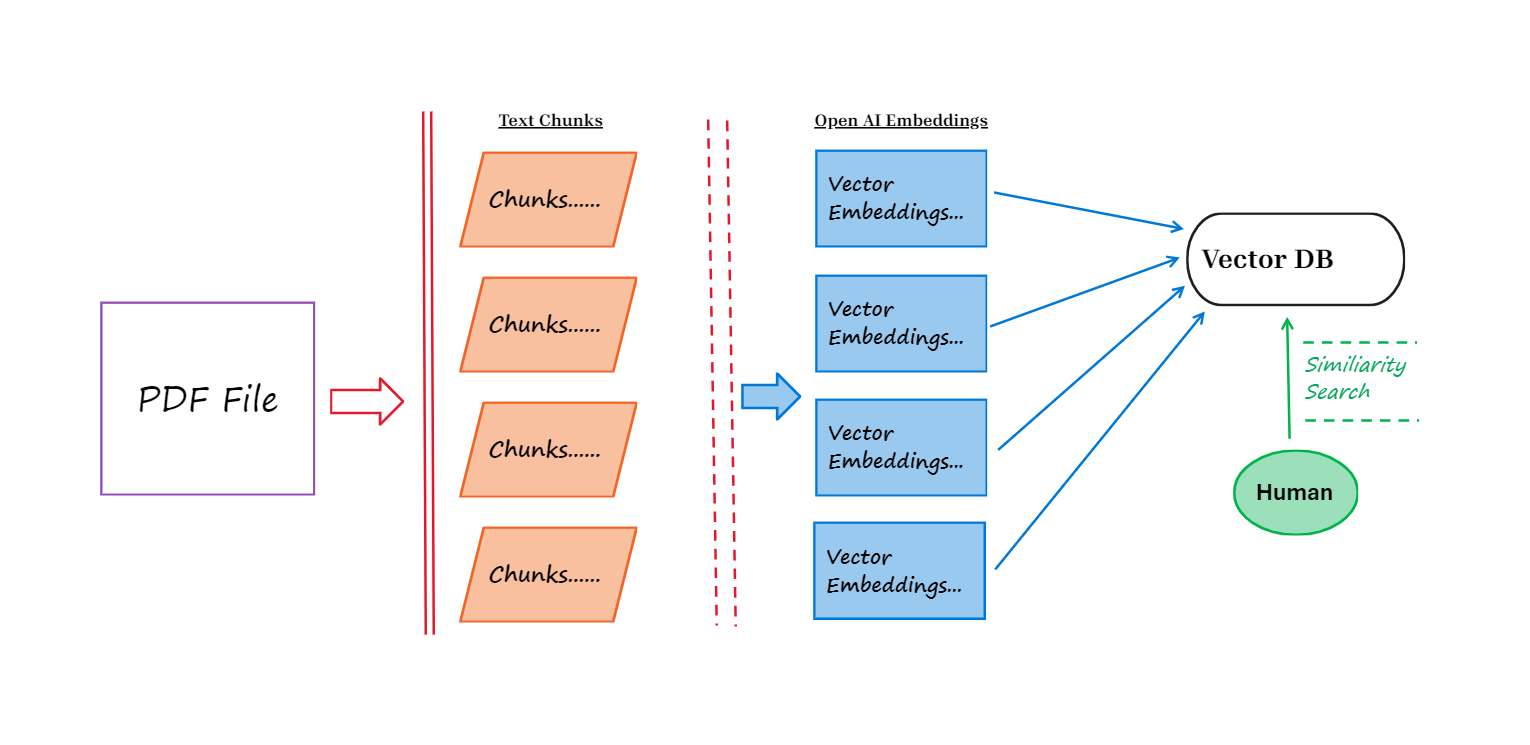 PDF File
Text Chunks
Chunks......
Chunks......
Chunks......
Chunks......
Open AI Embeddings
Vector
Embeddings...
Vector
Embeddings...
Vector
Embeddings...
Vector
Embeddings...
Vector DB
Similiarity
Search
Human